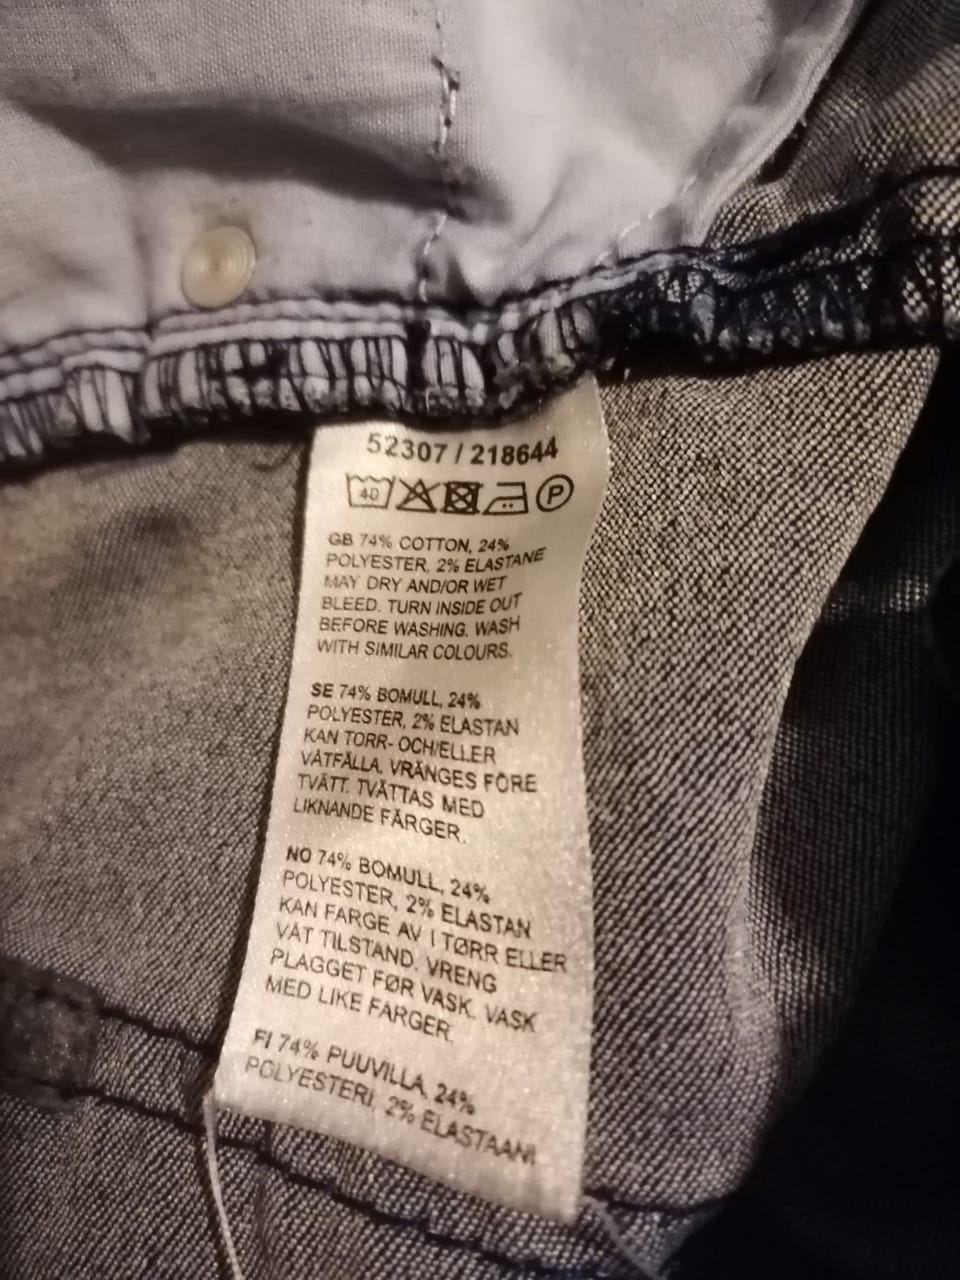 52307 / 218644
40 P
GB 74% COTTON, 24%
POLYESTER, 2% ELASTANE
MAY DRY AND/OR WET
BLEED. TURN INSIDE OUT
BEFORE WASHING. WASH
WITH SIMILAR COLOURS.
SE 74% BOMULL, 24%
POLYESTER, 2% ELASTAN
KAN TORR- OCH/ELLER
VÅTFÄLLA. VRÄNGES FÖRE
TVÄTT. TVÄTTAS MED
LIKNANDE FÄRGER.
NO 74% BOMULL, 24%
POLYESTER, 2% ELASTAN
KAN FARGE AV I TØRR ELLER
VÅT TILSTAND. VRENG
PLAGGET FØR VASK. VASK
MED LIKE FARGER.
FI 74% PUUVILLA, 24%
POLYESTERI, 2% ELASTAANI